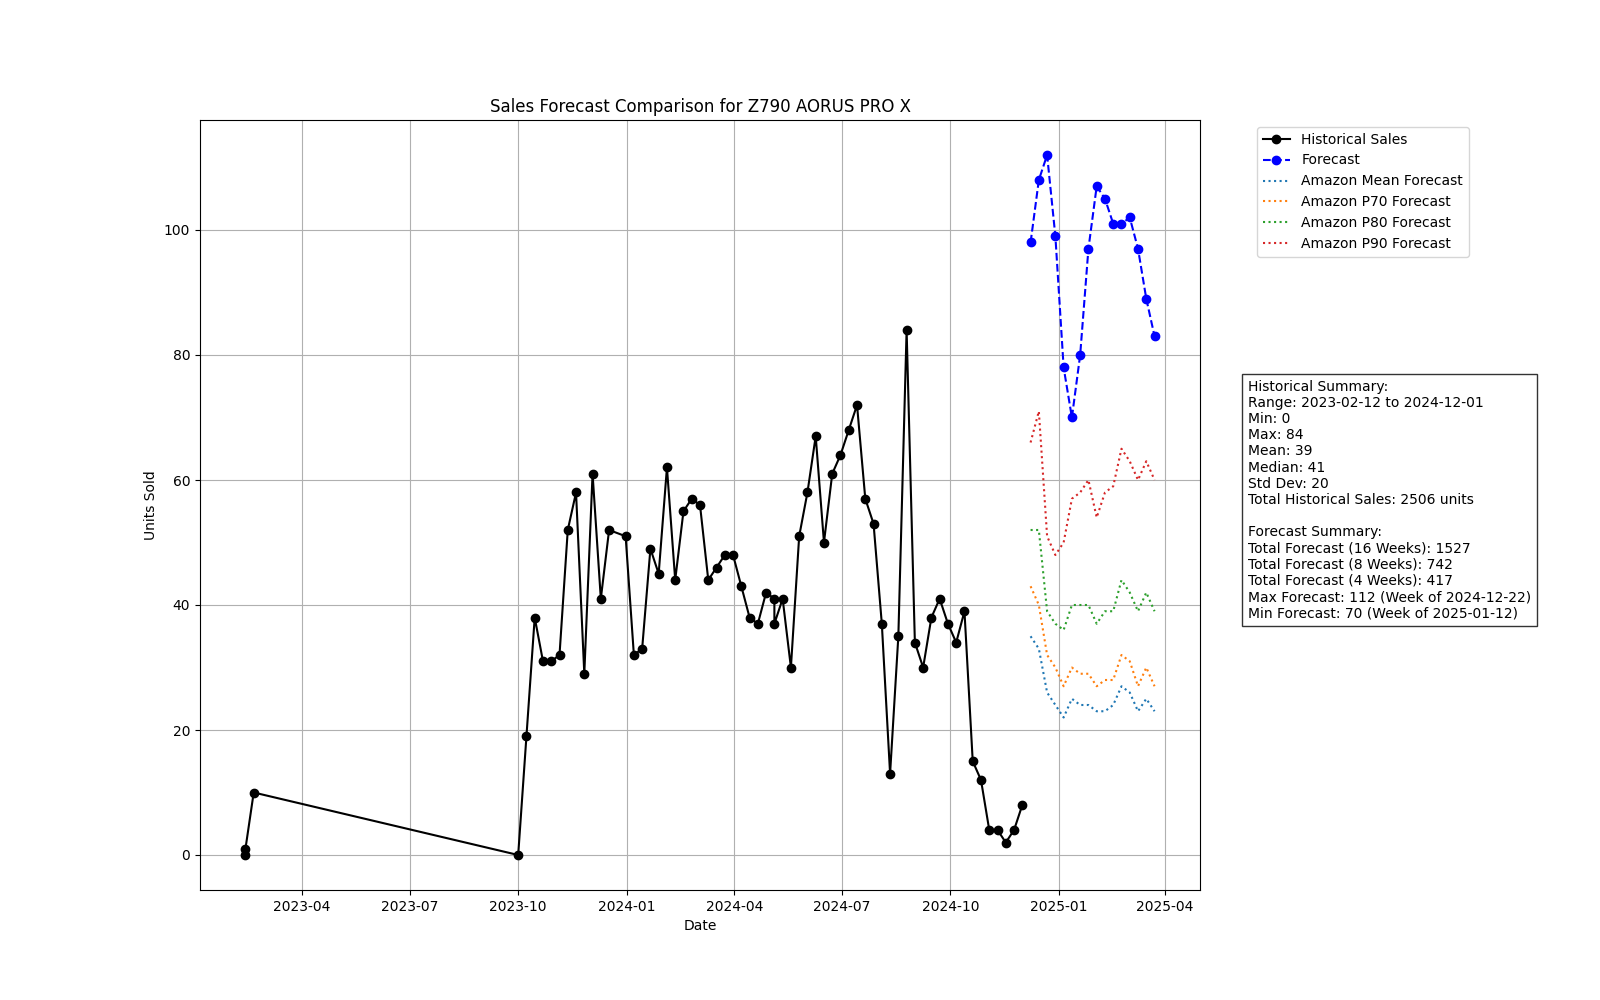 Sales Forecast Comparison for Z790 AORUS PRO X
Units Sold
100
80
60
40
20
0
2023-04
2023-07
2023-10
2024-01
2024-04
2024-07
2024-10
2025-01
2025-04
Date
Historical Sales
Forecast
Amazon Mean Forecast
Amazon P70 Forecast
Amazon P80 Forecast
Amazon P90 Forecast
Historical Summary:
Range: 2023-02-12 to 2024-12-01
Min: 0
Max: 84
Mean: 39
Median: 41
Std Dev: 20
Total Historical Sales: 2506 units
Forecast Summary:
Total Forecast (16 Weeks): 1527
Total Forecast (8 Weeks): 742
Total Forecast (4 Weeks): 417
Max Forecast: 112 (Week of 2024-12-22)
Min Forecast: 70 (Week of 2025-01-12)